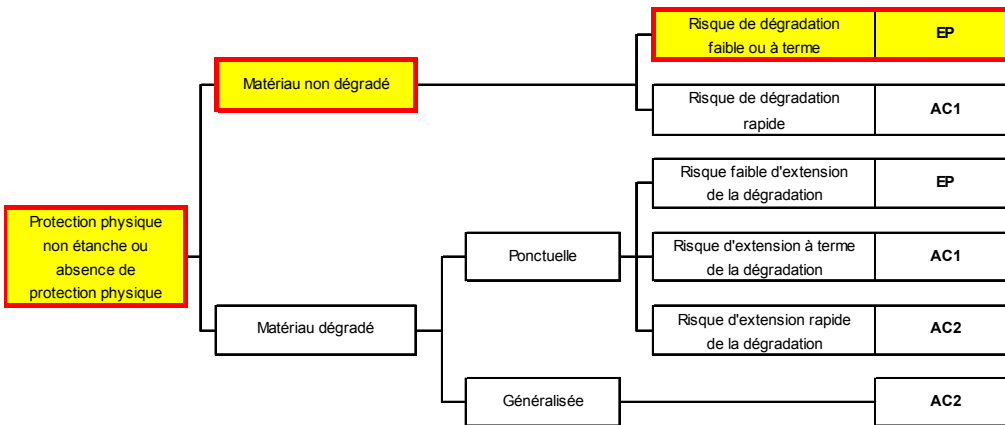 Risque de dégradation
faible ou à terme
EP
Matériau non dégradé
Risque de dégradation
rapide
AC1
Risque faible d'extension
de la dégradation
EP
Protection physique
non étanche ou
absence de
protection physique
Ponctuelle
Risque d'extension à terme
de la dégradation
AC1
Matériau dégradé
Risque d'extension rapide
de la dégradation
AC2
Généralisée
AC2